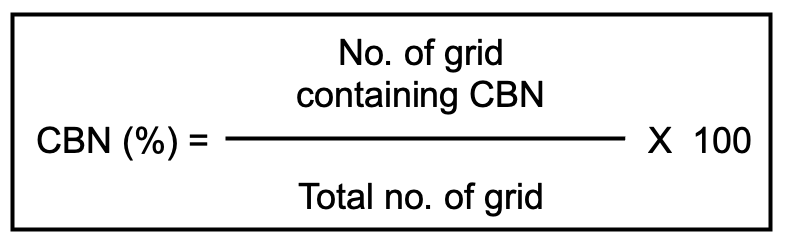 No. of grid
containing CBN
CBN (%) = X 100
Total no. of grid